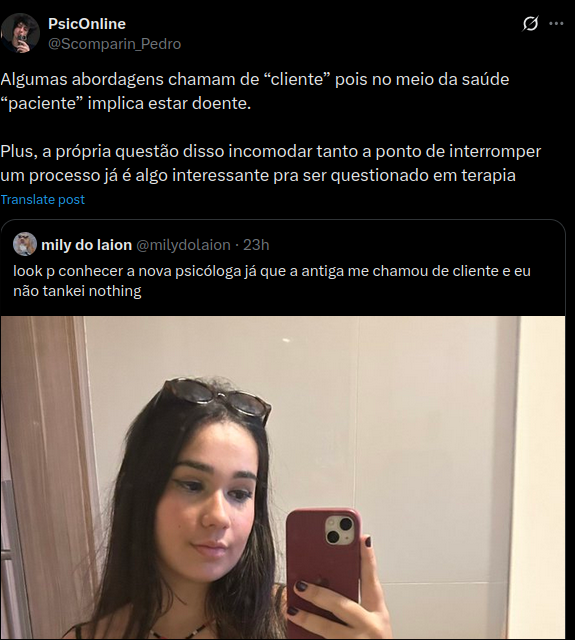 PsicOnline
@Scomparin_Pedro
Algumas abordagens chamam de “cliente” pois no meio da saúde
“paciente” implica estar doente.
Plus, a própria questão disso incomodar tanto a ponto de interromper
um processo já é algo interessante pra ser questionado em terapia
Translate post
mily do laion @milydolaion · 23h
look p conhecer a nova psicóloga já que a antiga me chamou de cliente e eu
não tankei nothing